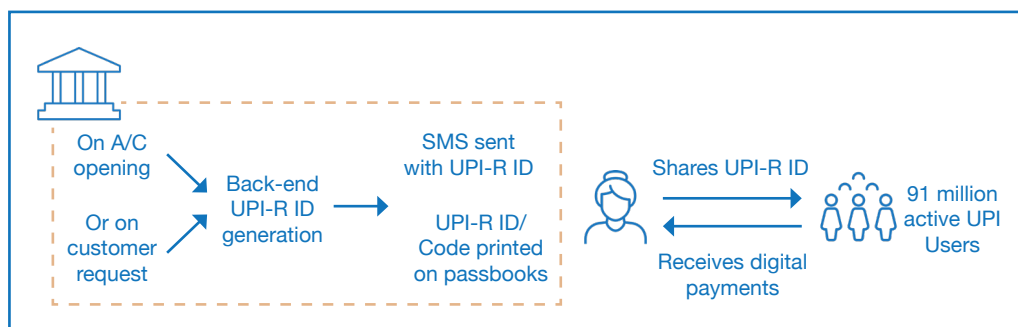 On A/C
opening
Or on
customer
request
Back-end
UPI-R ID
generation
SMS sent
with UPI-R ID
UPI-R ID/
Code printed
on passbooks
Shares UPI-R ID
Receives digital
payments
91 million
active UPI
Users